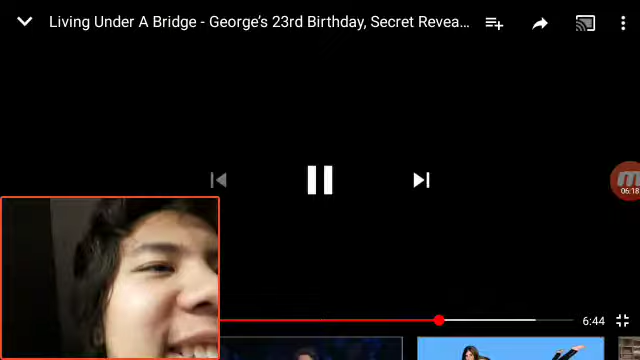 Living Under A Bridge - George’s 23rd Birthday, Secret Revea...
06:18
6:44